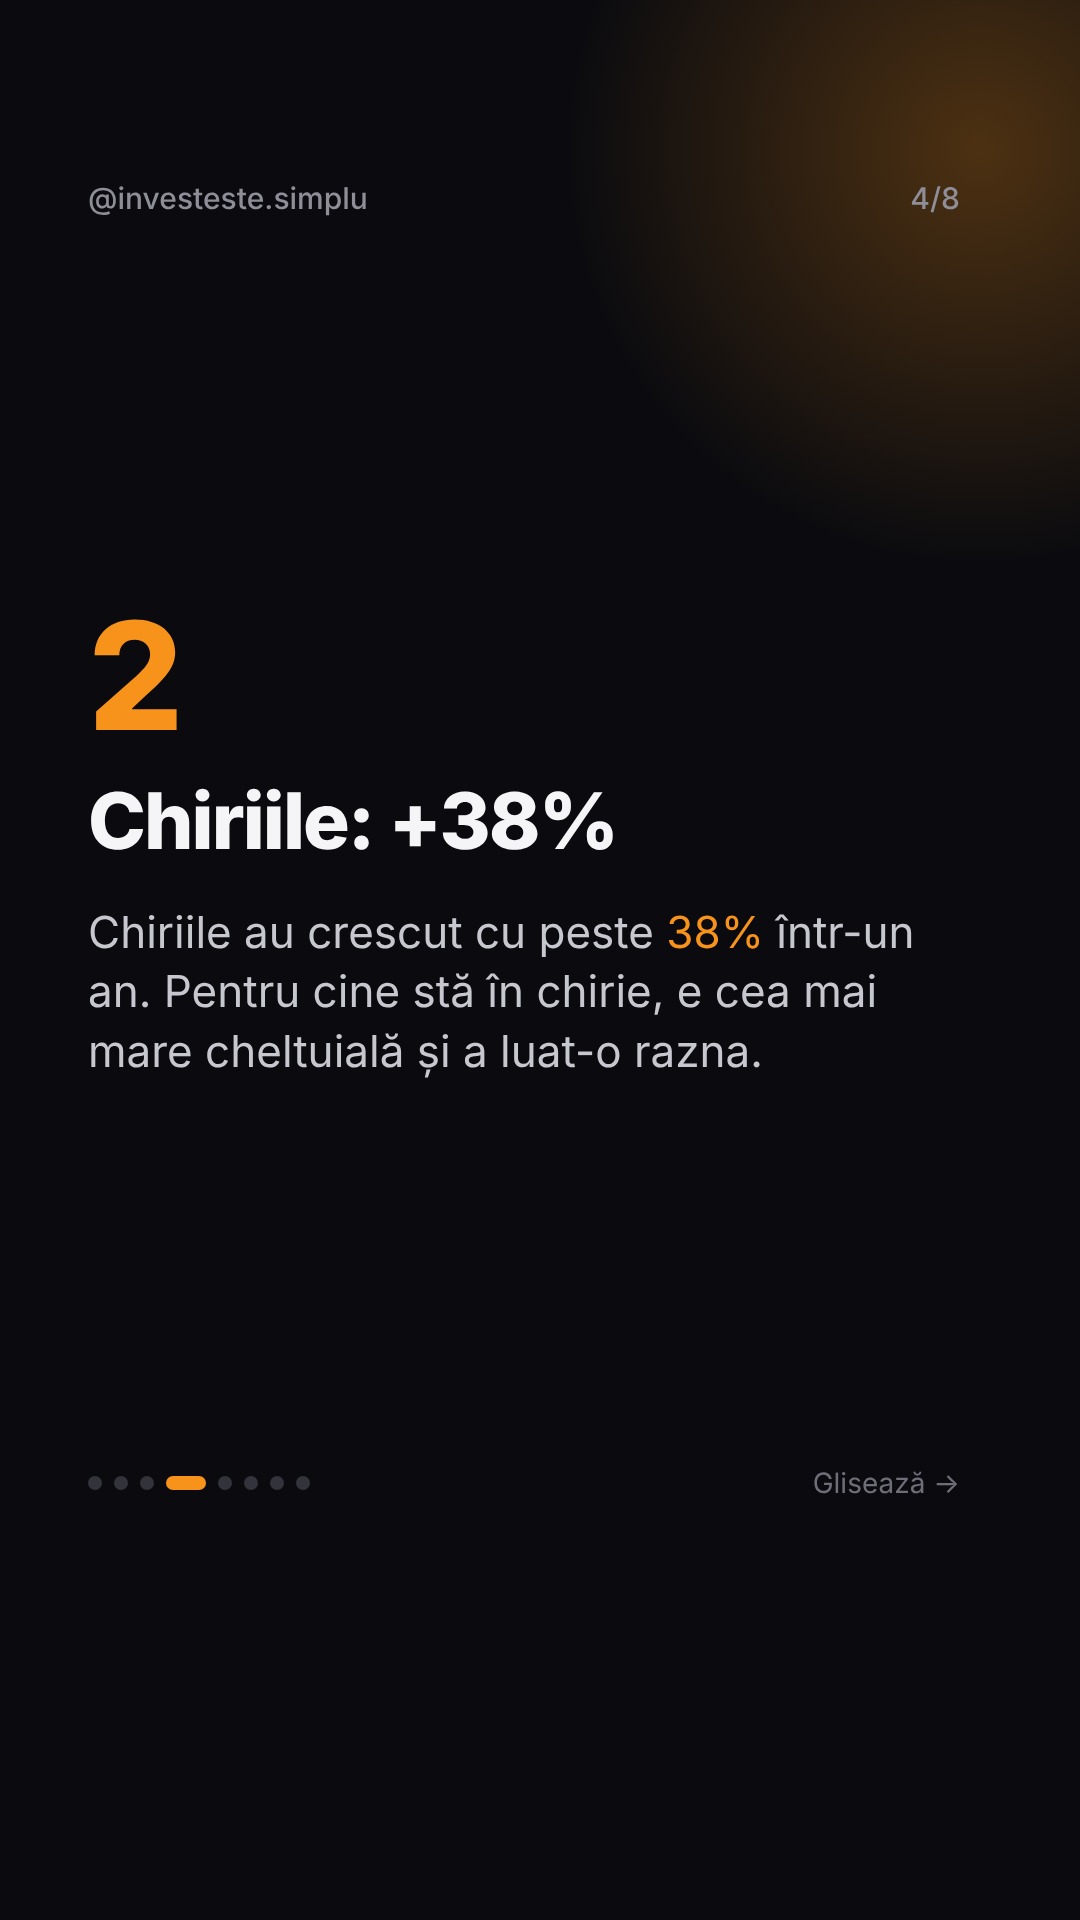 @investeste.simplu
4/8
2
Chiriile: +38%
Chiriile au crescut cu peste 38% într-un
an. Pentru cine stă în chirie, e cea mai
mare cheltuială și a luat-o razna.
Glisează →